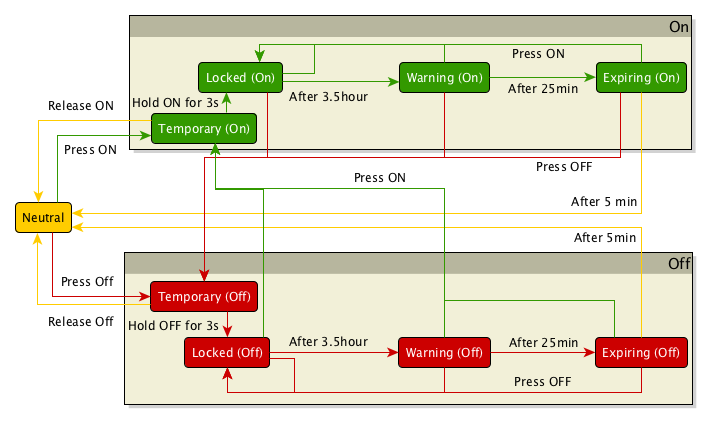 On
Press ON
Locked (On)
Warning (On)
Expiring (On)
After 3.5hour
After 25min
Hold ON for 3s
Release ON
Temporary (On)
Press ON
Press OFF
Press ON
After 5 min
Neutral
After 5min
Off
Press Off
Temporary (Off)
Release Off
Hold OFF for 3s
After 3.5hour
After 25min
Locked (Off)
Warning (Off)
Expiring (Off)
Press OFF